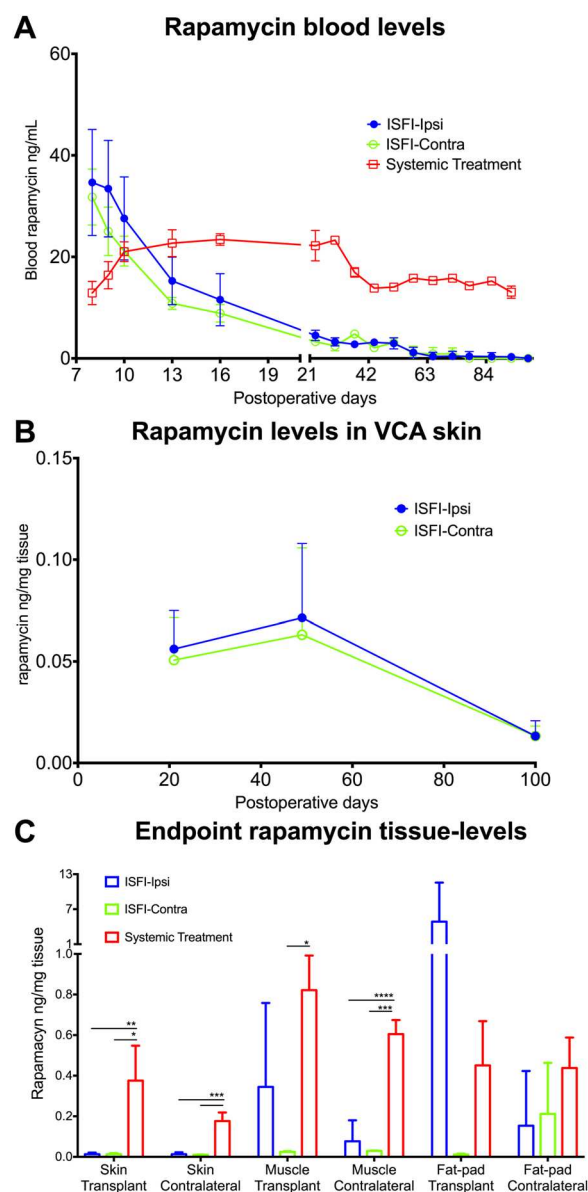 A Rapamycin blood levels
60
40
20
0
Blood rapamycin ng/mL
ISFI-Ipsi
ISFI-Contra
Systemic Treatment
7 10 13 16 19 21 42 63 84
Postoperative days
B Rapamycin levels in VCA skin
0.15
0.10
0.05
0.00
rapamycin ng/mg tissue
ISFI-Ipsi
ISFI-Contra
0 20 40 60 80 100
Postoperative days
C Endpoint rapamycin tissue-levels
13
7
1
1.0
0.8
0.6
0.4
0.2
0.0
Rapamacyn ng/mg tissue
ISFI-Ipsi
ISFI-Contra
Systemic Treatment
**
*
***
*
****
***
Skin Skin Muscle Muscle Fat-pad Fat-pad
Transplant Contralateral Transplant Contralateral Transplant Contralateral